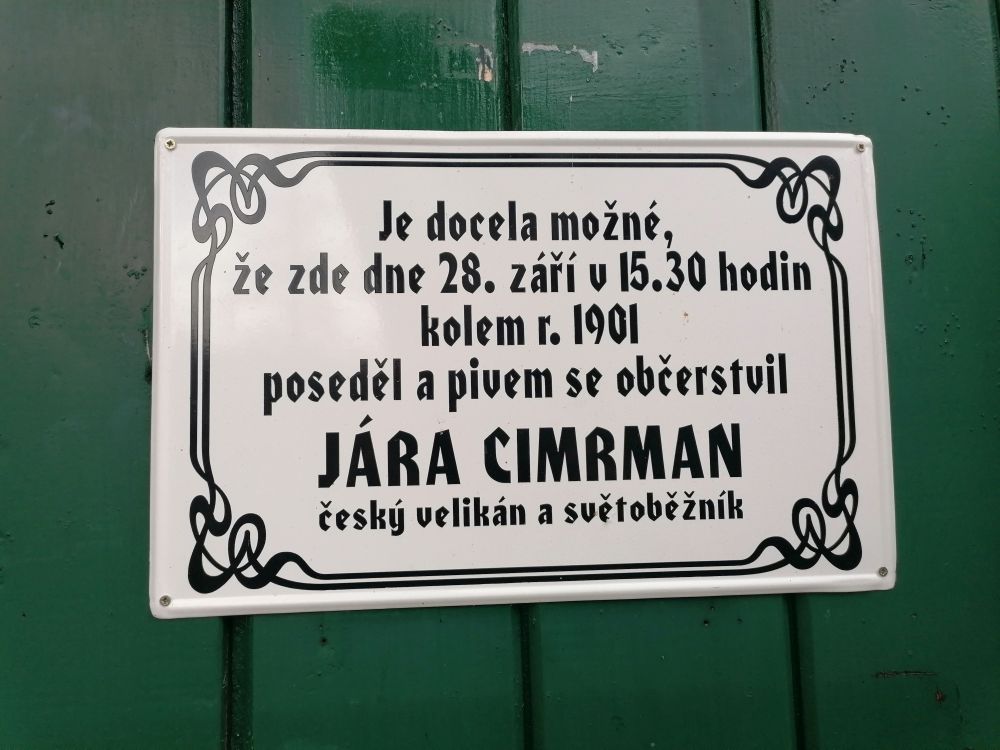 Je docela možné,
že zde dne 28. září v 15.30 hodin
kolem r. 1901
poseděl a pivem se občerstvil
JÁRA CIMRMAN
český velikán a světoběžník